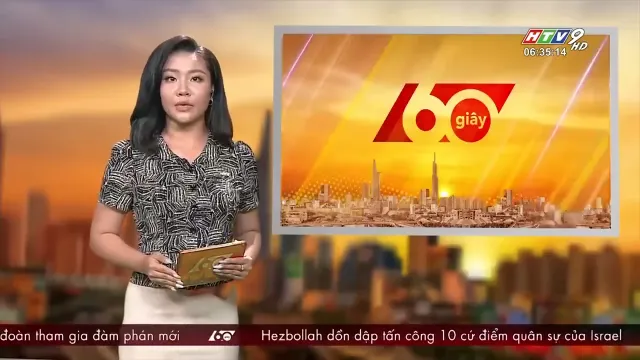 HTV9 HD
06:35:14
60 giây
60
đoàn tham gia đàm phán mới 60 Hezbollah dồn dập tấn công 10 cứ điểm quân sự của Israel